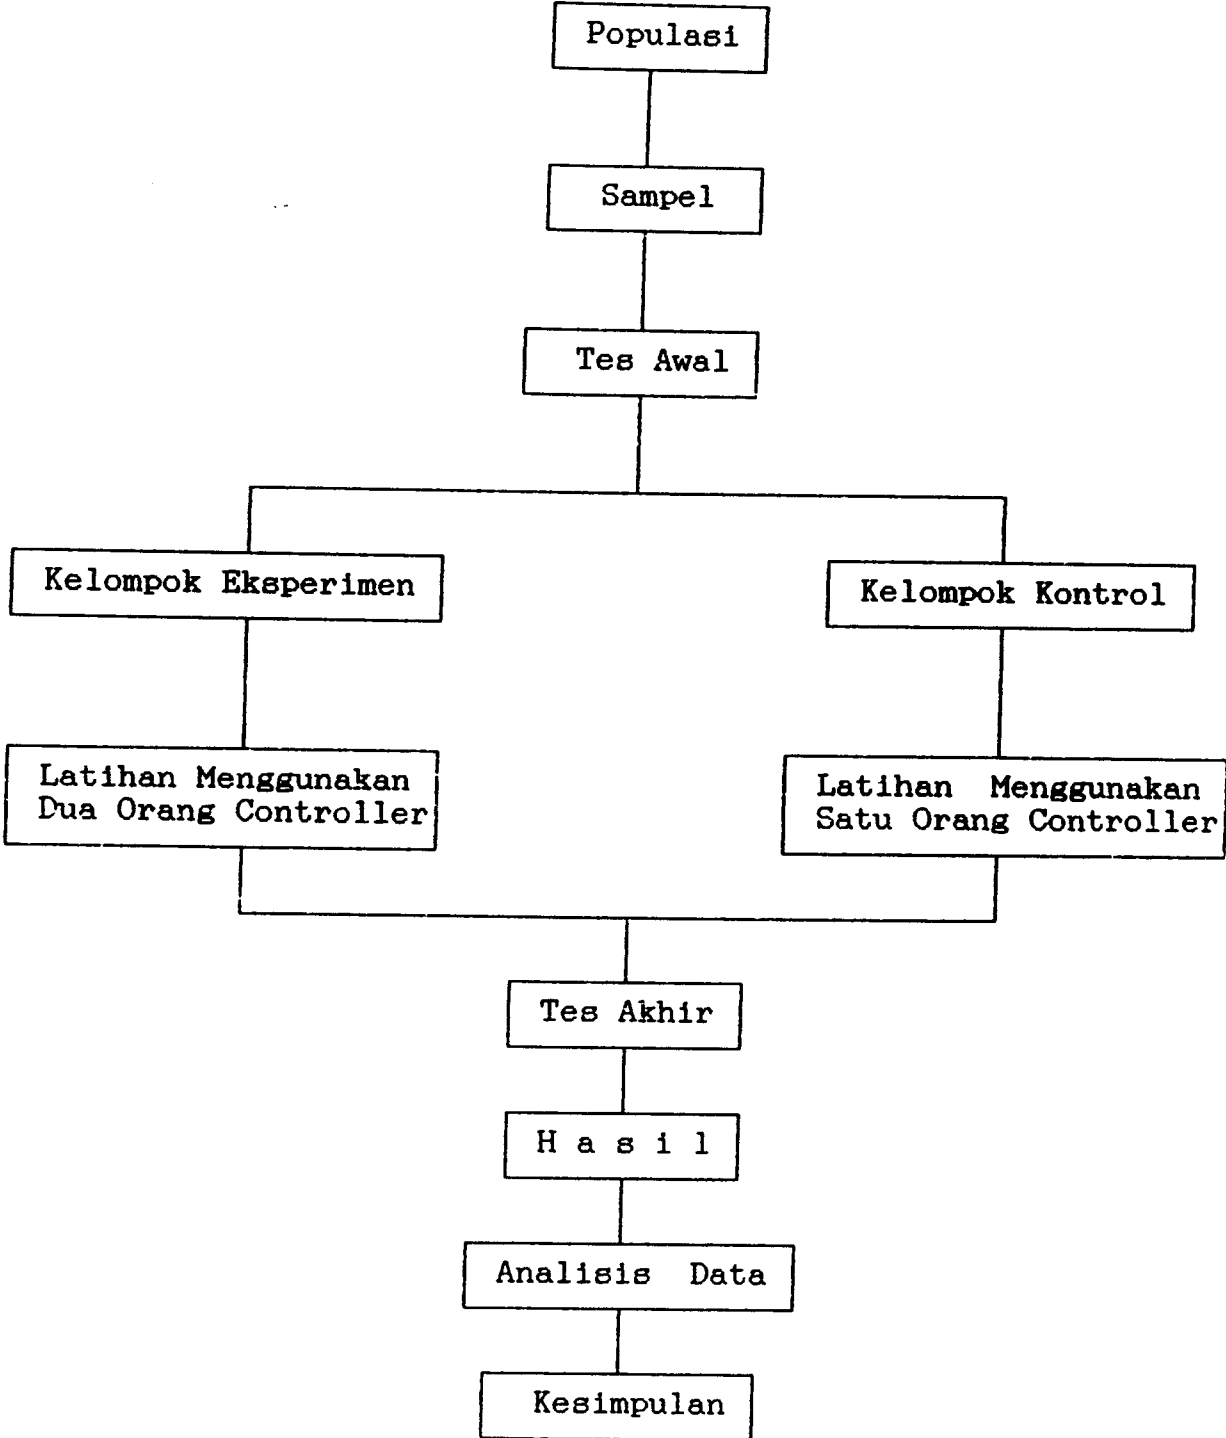 Populasi
Sampel
Tes Awal
Kelompok Eksperimen
Kelompok Kontrol
Latihan Menggunakan
Dua Orang Controller
Latihan Menggunakan
Satu Orang Controller
Tes Akhir
H a s i l
Analisis Data
Kesimpulan